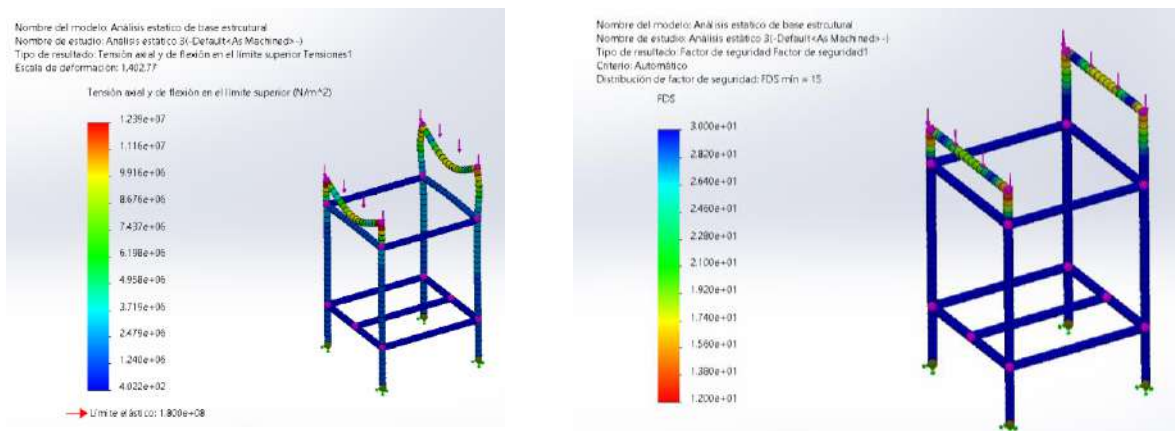 Nombre del modelo: Análisis estatico de base estrcutural
Nombre de estudio: Análisis estático 3(-Default<As Machined>-)
Tipo de resultado: Tensión axial y de flexión en el límite superior Tensiones1
Escala de deformación: 1,402.77
Tensión axial y de flexión en el límite superior (N/m^2)
1.239e+07
1.116e+07
9.916e+06
8.676e+06
7.437e+06
6.198e+06
4.958e+06
3.719e+06
2.479e+06
1.240e+06
4.022e+02
Límite elástico: 1.800e+08
Nombre del modelo: Análisis estatico de base estrcutural
Nombre de estudio: Análisis estático 3(-Default<As Machined>-)
Tipo de resultado: Factor de seguridad Factor de seguridad1
Criterio: Automático
Distribución de factor de seguridad: FDS mín = 15
FDS
3.000e+01
2.820e+01
2.640e+01
2.460e+01
2.280e+01
2.100e+01
1.920e+01
1.740e+01
1.560e+01
1.380e+01
1.200e+01